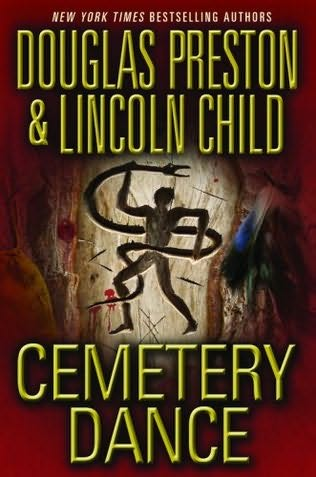 NEW YORK TIMES BESTSELLING AUTHORS
DOUGLAS PRESTON
& LINCOLN CHILD
CEMETERY
DANCE